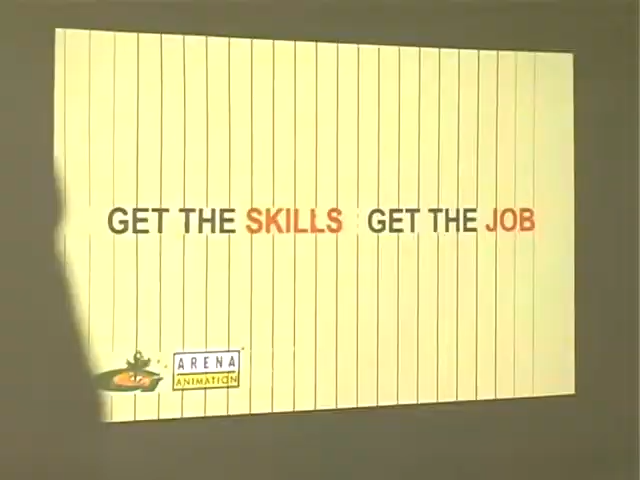 GET THE SKILLS GET THE JOB
ARENA
ANIMATION